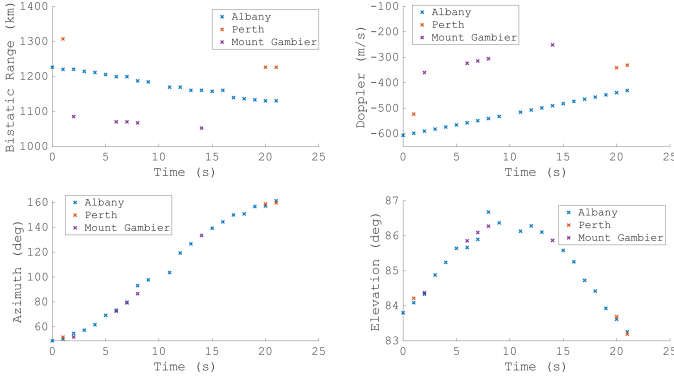 Bistatic Range (km)
1400
1300
1200
1100
1000
0 5 10 15 20 25
Time (s)
Albany
Perth
Mount Gambier
Doppler (m/s)
-100
-200
-300
-400
-500
-600
0 5 10 15 20 25
Time (s)
Albany
Perth
Mount Gambier
Azimuth (deg)
160
140
120
100
80
60
0 5 10 15 20 25
Time (s)
Albany
Perth
Mount Gambier
Elevation (deg)
87
86
85
84
83
0 5 10 15 20 25
Time (s)
Albany
Perth
Mount Gambier